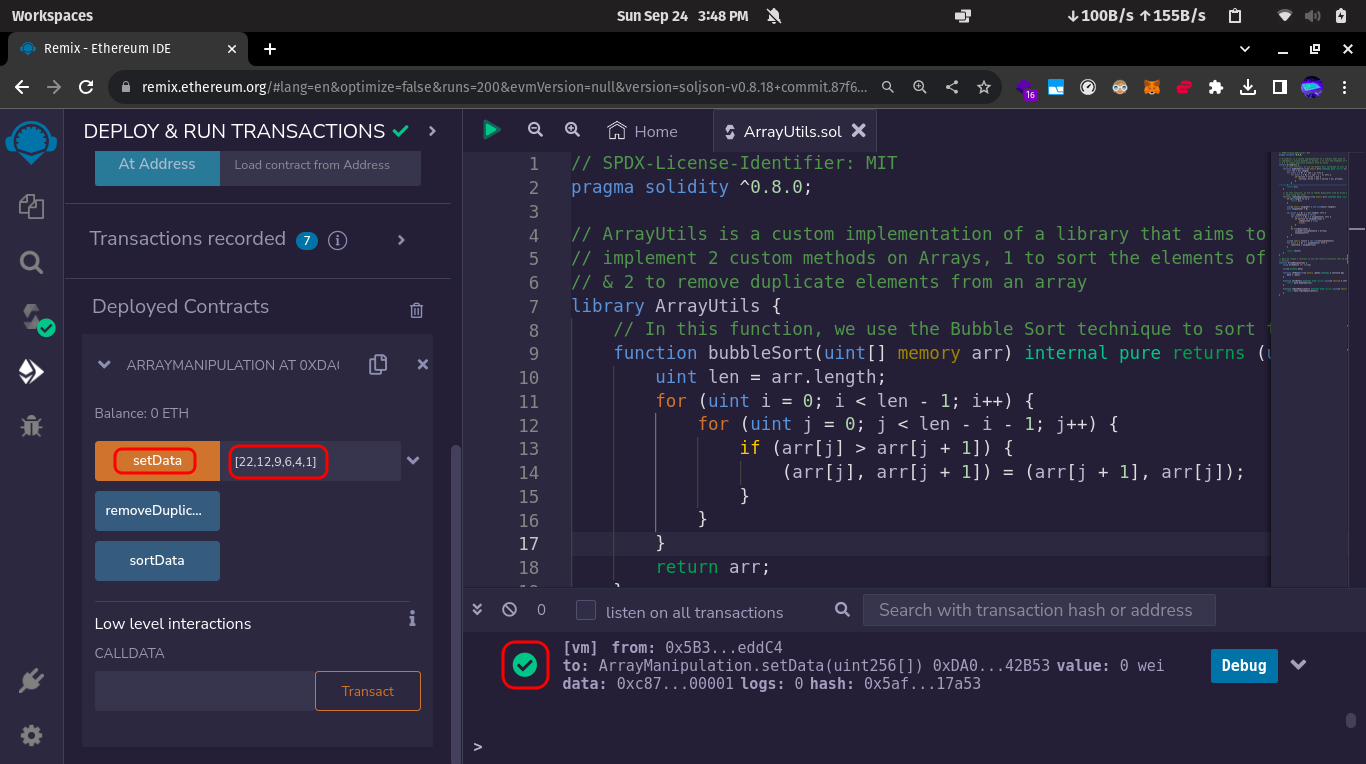 Workspaces
Sun Sep 24 3:48 PM
↓100B/s ↑155B/s
Remix - Ethereum IDE
remix.ethereum.org/#lang=en&optimize=false&runs=200&evmVersion=null&version=soljson-v0.8.18+commit.87f6...
16
DEPLOY & RUN TRANSACTIONS
At Address
Load contract from Address
Transactions recorded 7 i
Deployed Contracts
ARRAYMANIPULATION AT 0XDA
Balance: 0 ETH
setData
[22,12,9,6,4,1]
removeDuplic...
sortData
Low level interactions
i
CALLDATA
Transact
Home
ArrayUtils.sol
1 // SPDX-License-Identifier: MIT
2 pragma solidity ^0.8.0;
3
4 // ArrayUtils is a custom implementation of a library that aims to
5 // implement 2 custom methods on Arrays, 1 to sort the elements of
6 // & 2 to remove duplicate elements from an array
7 library ArrayUtils {
8 // In this function, we use the Bubble Sort technique to sort
9 function bubbleSort(uint[] memory arr) internal pure returns (
10 uint len = arr.length;
11 for (uint i = 0; i < len - 1; i++) {
12 for (uint j = 0; j < len - i - 1; j++) {
13 if (arr[j] > arr[j + 1]) {
14 (arr[j], arr[j + 1]) = (arr[j + 1], arr[j]);
15 }
16 }
17 }
18 return arr;
0
listen on all transactions
Search with transaction hash or address
[vm] from: 0x5B3...eddC4
to: ArrayManipulation.setData(uint256[]) 0xDA0...42B53 value: 0 wei
data: 0xc87...00001 logs: 0 hash: 0x5af...17a53
Debug
>